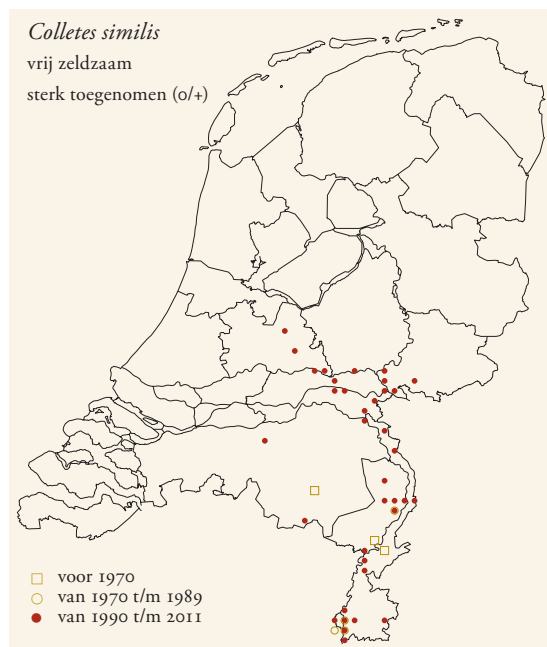 Colletes similis
vrij zeldzaam
sterk toegenomen (0/+)
voor 1970
van 1970 t/m 1989
van 1990 t/m 2011